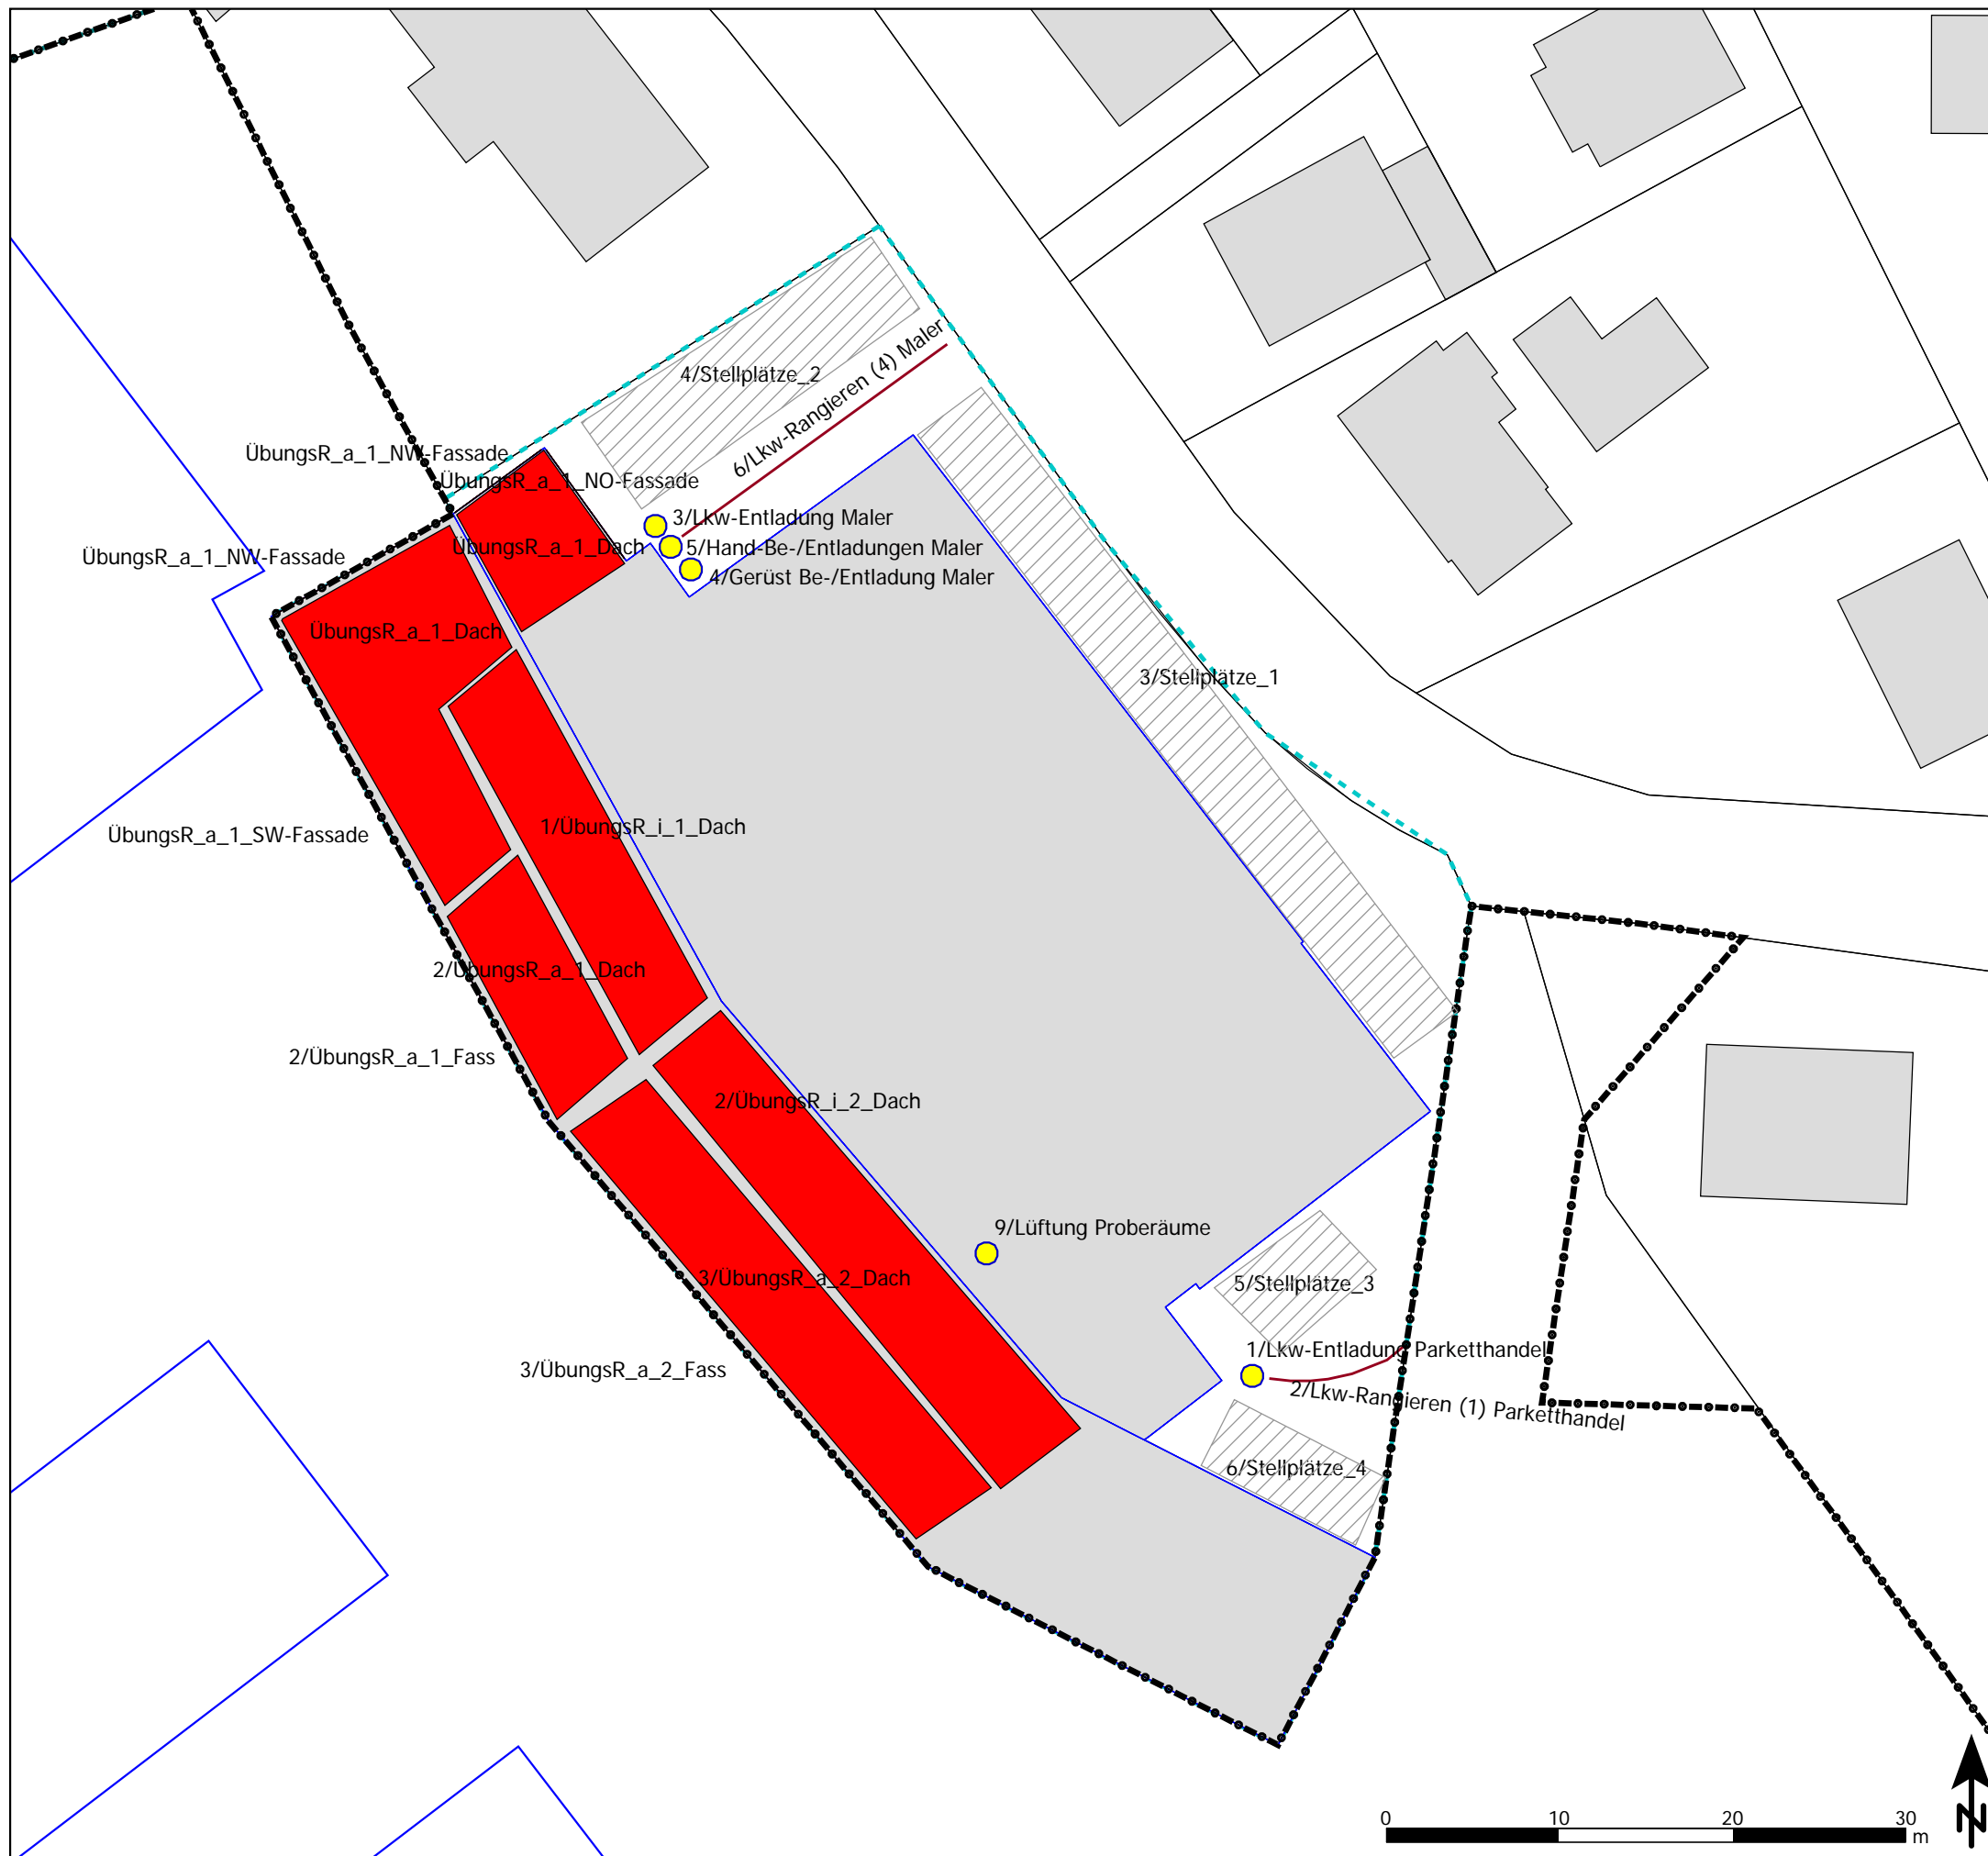 6/Lkw-Rangieren (4) Maler
4/Stellplätze_2
ÜbungsR_a_1_NW-Fassade
ÜbungsR_a_1_NO-Fassade
3/Lkw-Entladung Maler
ÜbungsR_a_1_Dach
5/Hand-Be-/Entladungen Maler
ÜbungsR_a_1_NW-Fassade
4/Gerüst Be-/Entladung Maler
ÜbungsR_a_1_Dach
3/Stellplätze_1
1/ÜbungsR_i_1_Dach
ÜbungsR_a_1_SW-Fassade
2/ÜbungsR_a_1_Dach
2/ÜbungsR_a_1_Fass
2/ÜbungsR_i_2_Dach
9/Lüftung Proberäume
3/ÜbungsR_a_2_Dach
5/Stellplätze_3
1/Lkw-Entladung Parketthandel
3/ÜbungsR_a_2_Fass
2/Lkw-Rangieren (1) Parketthandel
6/Stellplätze_4
0 10 20 30
m
N